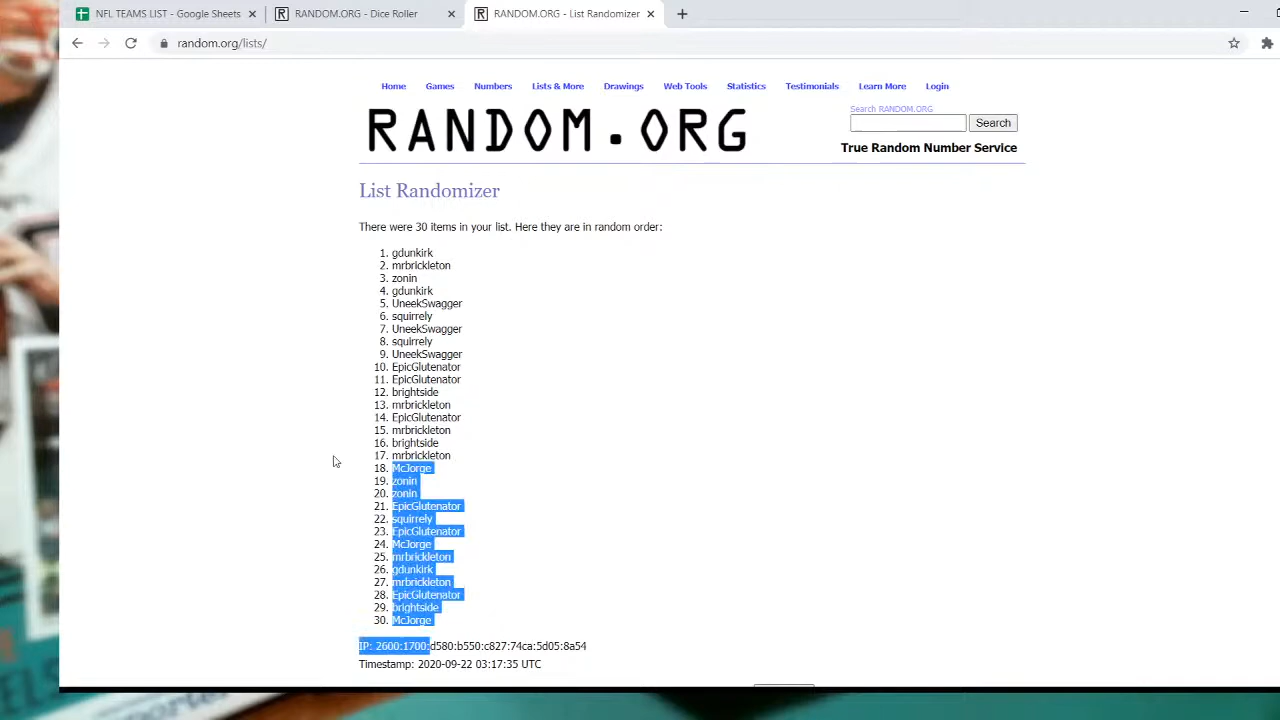 NFL TEAMS LIST - Google Sheets
RANDOM.ORG - Dice Roller
RANDOM.ORG - List Randomizer
random.org/lists/
Home Games Numbers Lists & More Drawings Web Tools Statistics Testimonials Learn More Login
RANDOM.ORG
Search RANDOM.ORG
Search
True Random Number Service
List Randomizer
There were 30 items in your list. Here they are in random order:
1. gdunkirk
2. mrbrickleton
3. zonin
4. gdunkirk
5. UneekSwagger
6. squirrely
7. UneekSwagger
8. squirrely
9. UneekSwagger
10. EpicGlutenator
11. EpicGlutenator
12. brightside
13. mrbrickleton
14. EpicGlutenator
15. mrbrickleton
16. brightside
17. mrbrickleton
18. McJorge
19. zonin
20. zonin
21. EpicGlutenator
22. squirrely
23. EpicGlutenator
24. McJorge
25. mrbrickleton
26. gdunkirk
27. mrbrickleton
28. EpicGlutenator
29. brightside
30. McJorge
IP: 2600:1700:d580:b550:c827:74ca:5d05:8a54
Timestamp: 2020-09-22 03:17:35 UTC